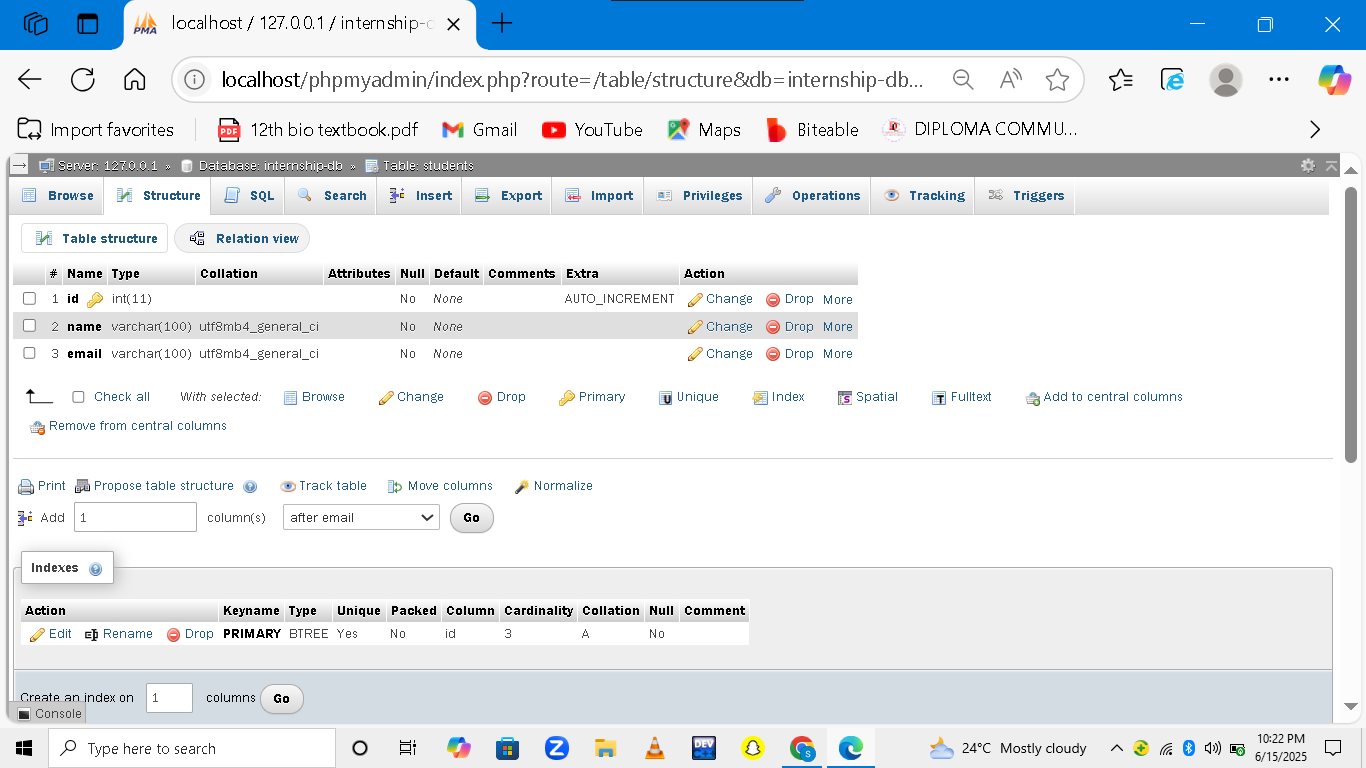 localhost / 127.0.0.1 / internship-d
localhost/phpmyadmin/index.php?route=/table/structure&db=internship-db...
Import favorites 12th bio textbook.pdf Gmail YouTube Maps Biteable DIPLOMA COMMU...
Server: 127.0.0.1 » Database: internship-db » Table: students
Browse Structure SQL Search Insert Export Import Privileges Operations Tracking Triggers
Table structure Relation view
# Name Type Collation Attributes Null Default Comments Extra Action
1 id int(11) No None AUTO_INCREMENT Change Drop More
2 name varchar(100) utf8mb4_general_ci No None Change Drop More
3 email varchar(100) utf8mb4_general_ci No None Change Drop More
Check all With selected: Browse Change Drop Primary Unique Index Spatial Fulltext Add to central columns
Remove from central columns
Print Propose table structure Track table Move columns Normalize
Add 1 column(s) after email Go
Indexes
Action Keyname Type Unique Packed Column Cardinality Collation Null Comment
Edit Rename Drop PRIMARY BTREE Yes No id 3 A No
Create an index on 1 columns Go
Console
Type here to search 24°C Mostly cloudy 10:22 PM
6/15/2025